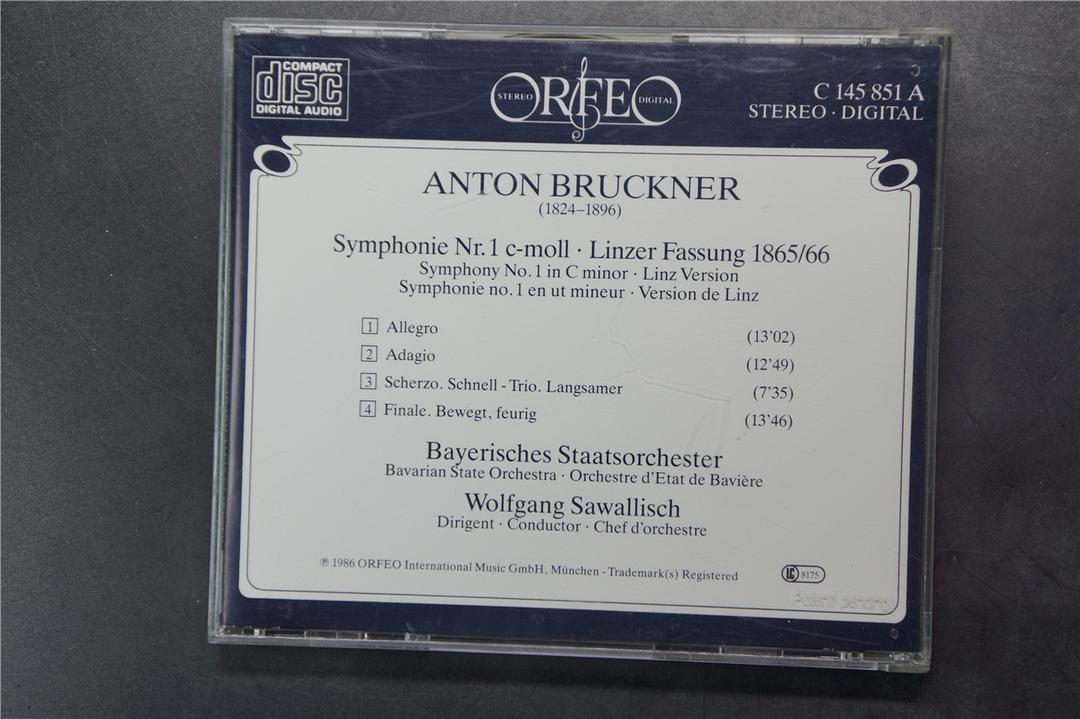 COMPACT
disc
DIGITAL AUDIO
STEREO ORFEO DIGITAL
C 145 851 A
STEREO · DIGITAL
ANTON BRUCKNER
(1824–1896)
Symphonie Nr. 1 c-moll · Linzer Fassung 1865/66
Symphony No. 1 in C minor · Linz Version
Symphonie no. 1 en ut mineur · Version de Linz
1 Allegro (13'02)
2 Adagio (12'49)
3 Scherzo. Schnell - Trio. Langsamer (7'35)
4 Finale. Bewegt, feurig (13'46)
Bayerisches Staatsorchester
Bavarian State Orchestra · Orchestre d'Etat de Bavière
Wolfgang Sawallisch
Dirigent · Conductor · Chef d'orchestre
℗ 1986 ORFEO International Music GmbH, München - Trademark(s) Registered
LC 8175
Patent pending